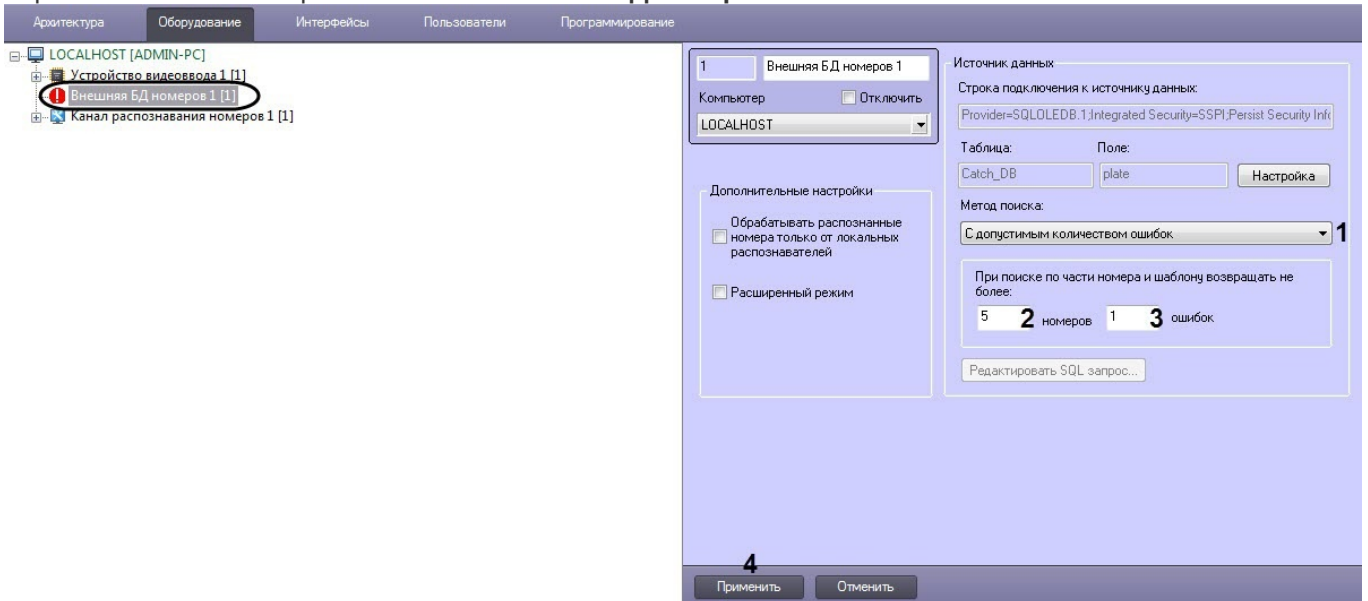 Архитектура Оборудование Интерфейсы Пользователи Программирование
LOCALHOST [ADMIN-PC]
Устройство видеоввода 1 [1]
Внешняя БД номеров 1 [1]
Канал распознавания номеров 1 [1]
1 Внешняя БД номеров 1
Компьютер Отключить
LOCALHOST
Дополнительные настройки
Обрабатывать распознанные
номера только от локальных
распознавателей
Расширенный режим
Источник данных
Строка подключения к источнику данных:
Provider=SQLOLEDB.1;Integrated Security=SSPI;Persist Security Info
Таблица: Поле:
Catch_DB plate Настройка
Метод поиска:
С допустимым количеством ошибок 1
При поиске по части номера и шаблону возвращать не
более:
5 2 номеров 1 3 ошибок
Редактировать SQL запрос...
4
Применить Отменить